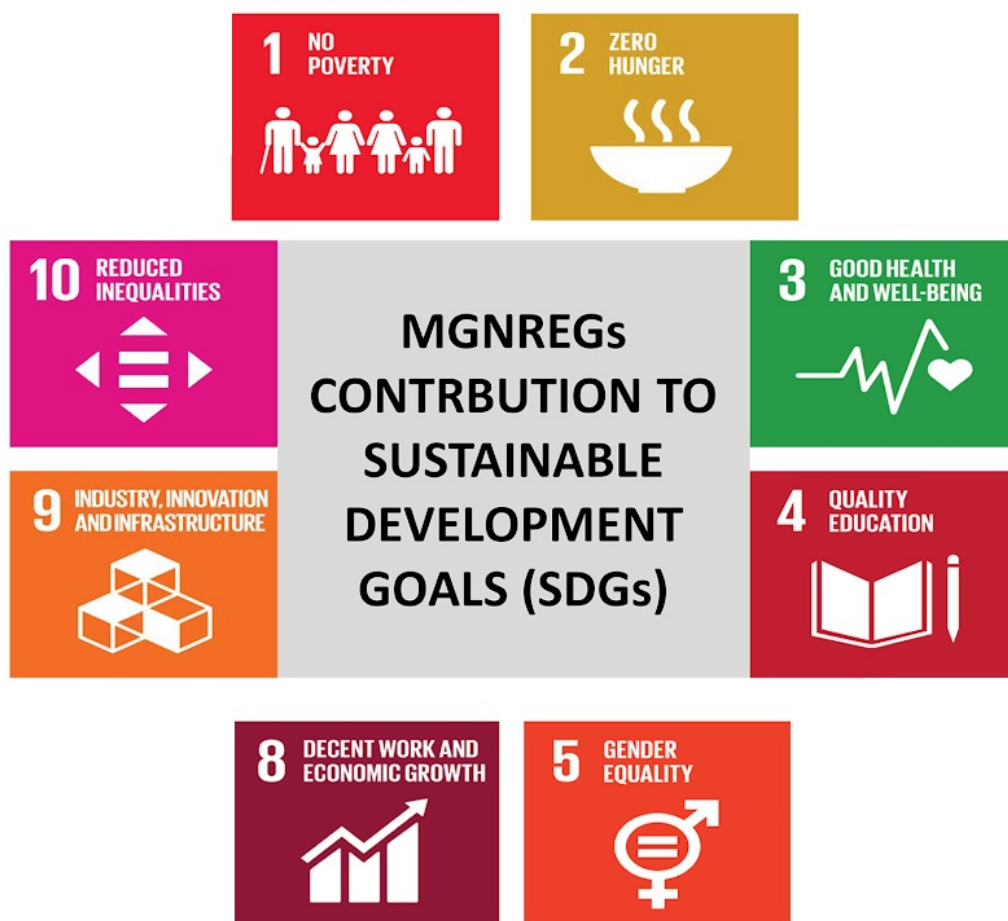 1 NO
POVERTY
2 ZERO
HUNGER
10 REDUCED
INEQUALITIES
MGNREGs
CONTRBUTION TO
SUSTAINABLE
DEVELOPMENT
GOALS (SDGs)
3 GOOD HEALTH
AND WELL-BEING
9 INDUSTRY, INNOVATION
AND INFRASTRUCTURE
4 QUALITY
EDUCATION
8 DECENT WORK AND
ECONOMIC GROWTH
5 GENDER
EQUALITY